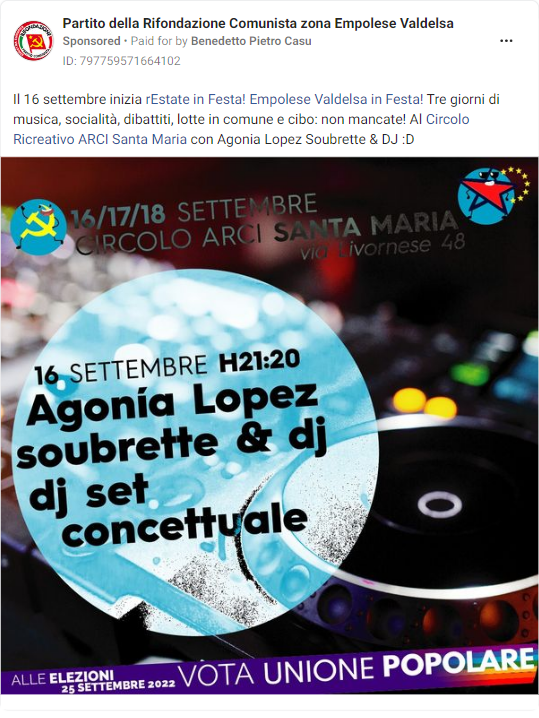 Partito della Rifondazione Comunista zona Empolese Valdelsa
Sponsored • Paid for by Benedetto Pietro Casu
ID: 797759571664102
Il 16 settembre inizia rEstate in Festa! Empolese Valdelsa in Festa! Tre giorni di
musica, socialità, dibattiti, lotte in comune e cibo: non mancate! Al Circolo
Ricreativo ARCI Santa Maria con Agonia Lopez Soubrette & DJ :D
16/17/18 SETTEMBRE
CIRCOLO ARCI SANTA MARIA
via Livornese 48
16 SETTEMBRE H21:20
Agonía Lopez
soubrette & dj
dj set
concettuale
ALLE ELEZIONI
25 SETTEMBRE 2022
VOTA UNIONE POPOLARE